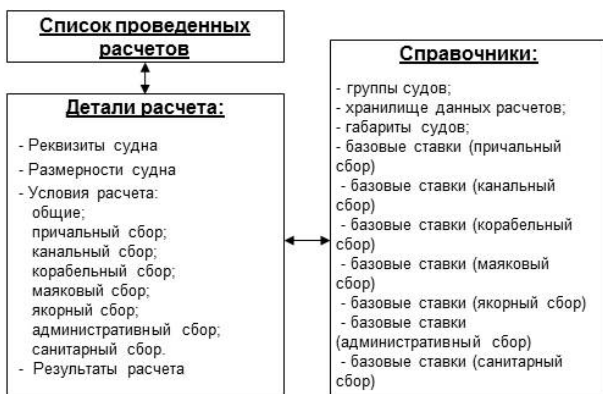 Список проведенных
расчетов
Детали расчета:
- Реквизиты судна
- Размерности судна
- Условия расчета:
общие;
причальный сбор;
канальный сбор;
корабельный сбор;
маяковый сбор;
якорный сбор;
административный сбор;
санитарный сбор.
- Результаты расчета
Справочники:
- группы судов;
- хранилище данных расчетов;
- габариты судов;
- базовые ставки (причальный
сбор)
- базовые ставки (канальный
сбор)
- базовые ставки (корабельный
сбор)
- базовые ставки (маяковый
сбор)
- базовые ставки (якорный сбор)
- базовые ставки
(административный сбор)
- базовые ставки (санитарный
сбор)